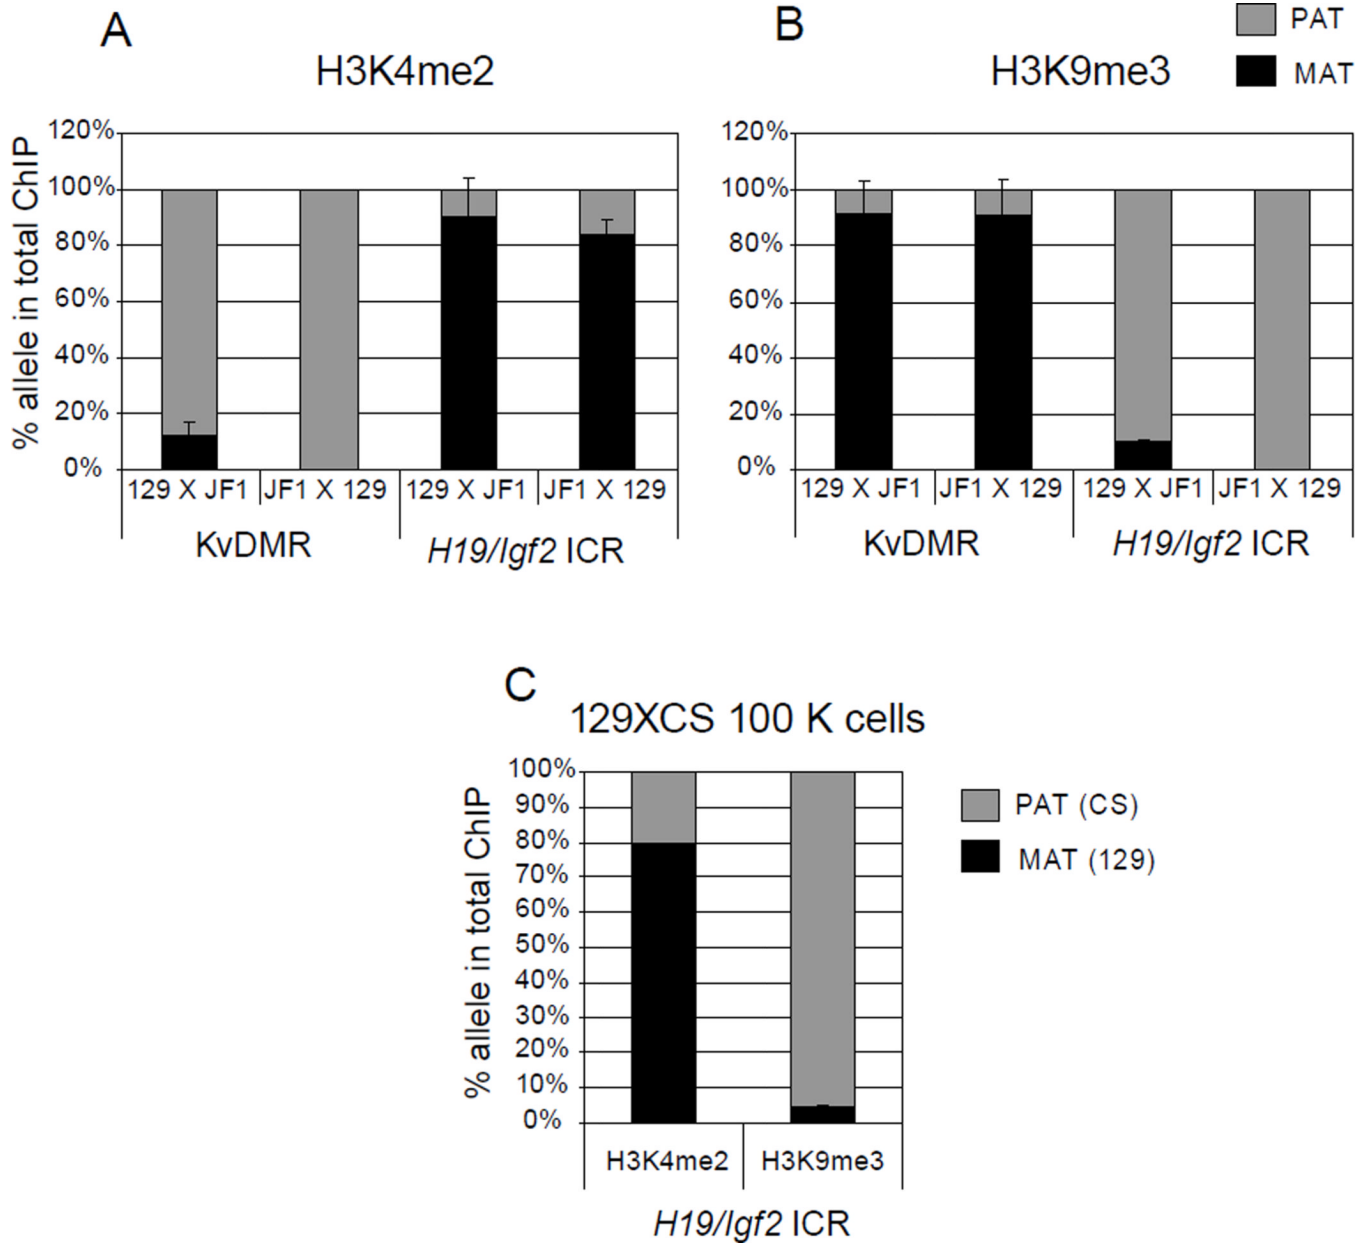 A
H3K4me2
% allele in total ChIP
120%
100%
80%
60%
40%
20%
0%
129 X JF1 JF1 X 129 129 X JF1 JF1 X 129
KvDMR H19/Igf2 ICR
B
H3K9me3
PAT
MAT
120%
100%
80%
60%
40%
20%
0%
129 X JF1 JF1 X 129 129 X JF1 JF1 X 129
KvDMR H19/Igf2 ICR
C
129XCS 100 K cells
% allele in total ChIP
100%
90%
80%
70%
60%
50%
40%
30%
20%
10%
0%
PAT (CS)
MAT (129)
H3K4me2 H3K9me3
H19/Igf2 ICR